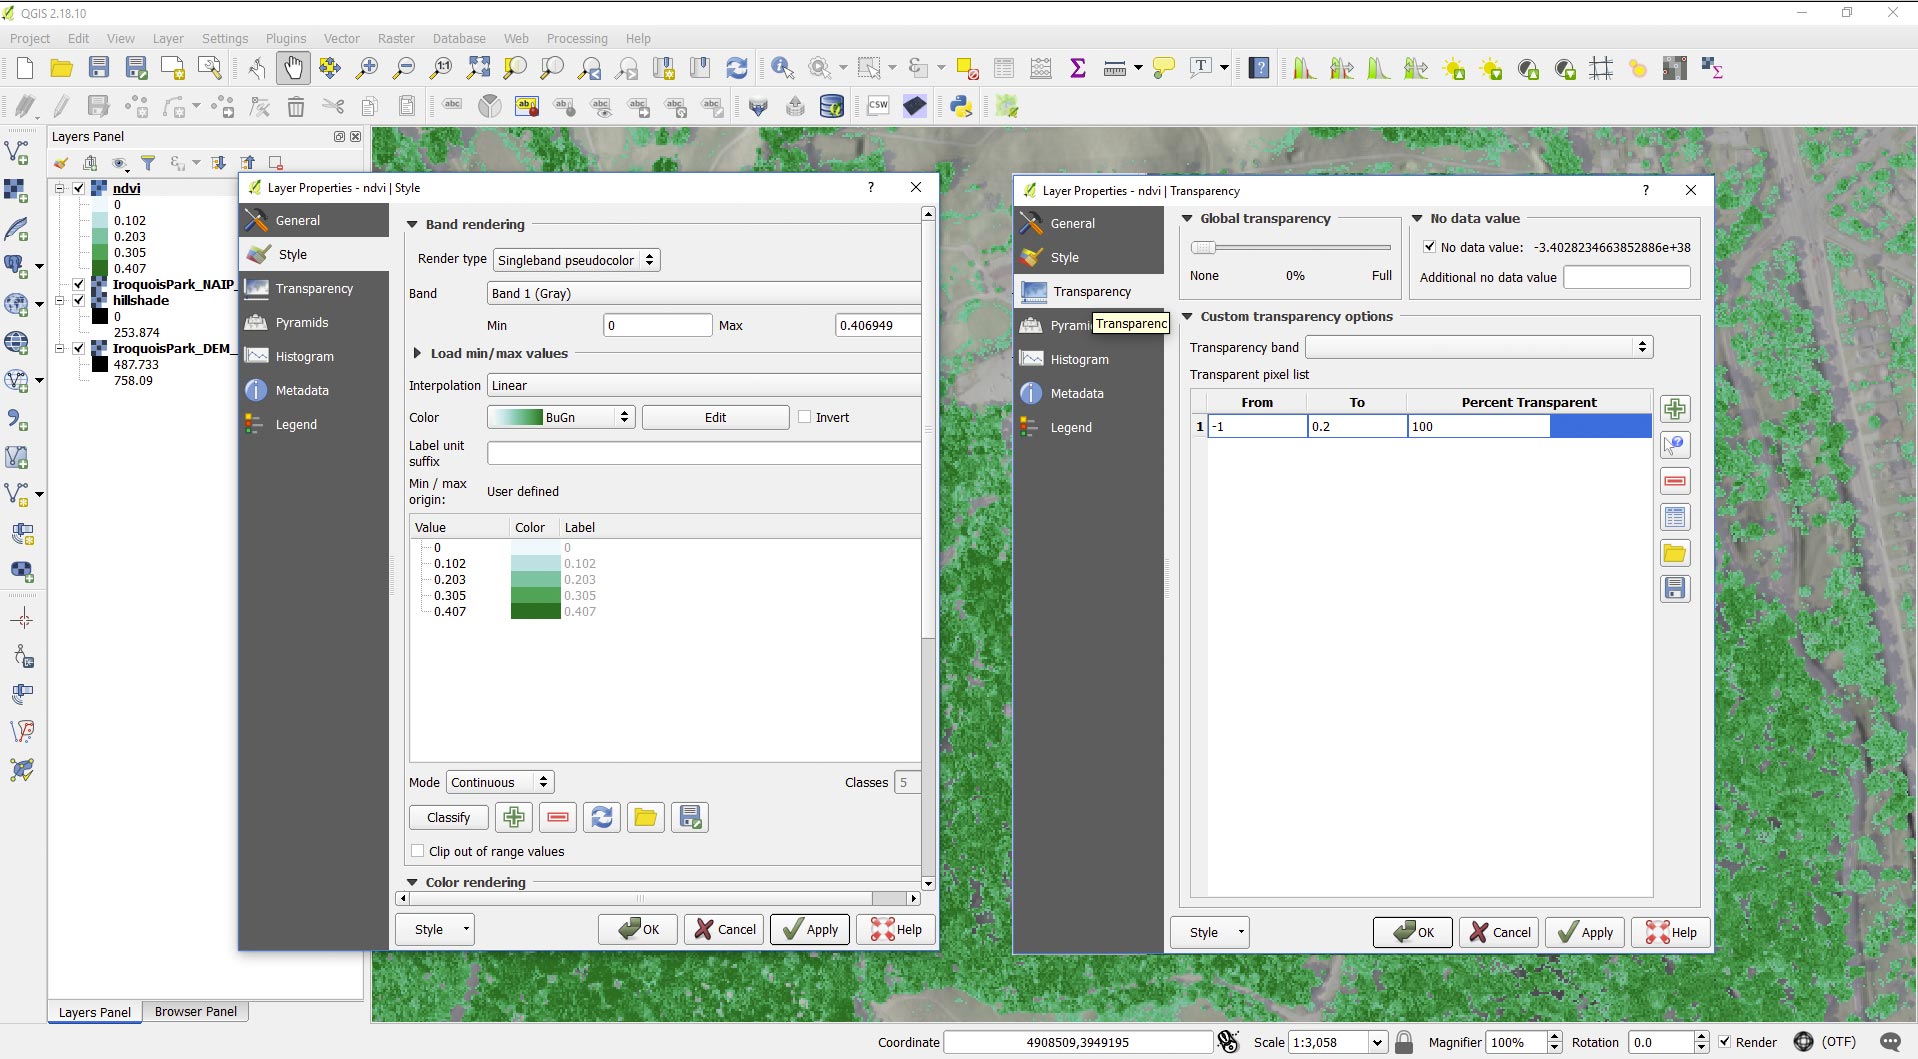 QGIS 2.18.10
Project Edit View Layer Settings Plugins Vector Raster Database Web Processing Help
Layers Panel
ndvi
0
0.102
0.203
0.305
0.407
IroquoisPark_NAIP_
hillshade
0
253.874
IroquoisPark_DEM_
487.733
758.09
Layers Panel
Browser Panel
Layer Properties - ndvi | Style
?
General
Style
Transparency
Pyramids
Histogram
Metadata
Legend
Band rendering
Render type Singleband pseudocolor
Band Band 1 (Gray)
Min 0 Max 0.406949
Load min/max values
Interpolation Linear
Color BuGn Edit Invert
Label unit
suffix
Min / max
origin: User defined
Value Color Label
0 0
0.102 0.102
0.203 0.203
0.305 0.305
0.407 0.407
Mode Continuous Classes 5
Classify
Clip out of range values
Color rendering
Style OK Cancel Apply Help
Layer Properties - ndvi | Transparency
?
General
Style
Transparency
Pyrami
Transparenc
Histogram
Metadata
Legend
Global transparency
None 0% Full
No data value
No data value: -3.4028234663852886e+38
Additional no data value
Custom transparency options
Transparency band
Transparent pixel list
From To Percent Transparent
1 -1 0.2 100
Style OK Cancel Apply Help
Coordinate 4908509,3949195 Scale 1:3,058 Magnifier 100% Rotation 0.0 Render (OTF)
abc
abc
abc
abc
abc
abc
abc
CSW
1:1
T